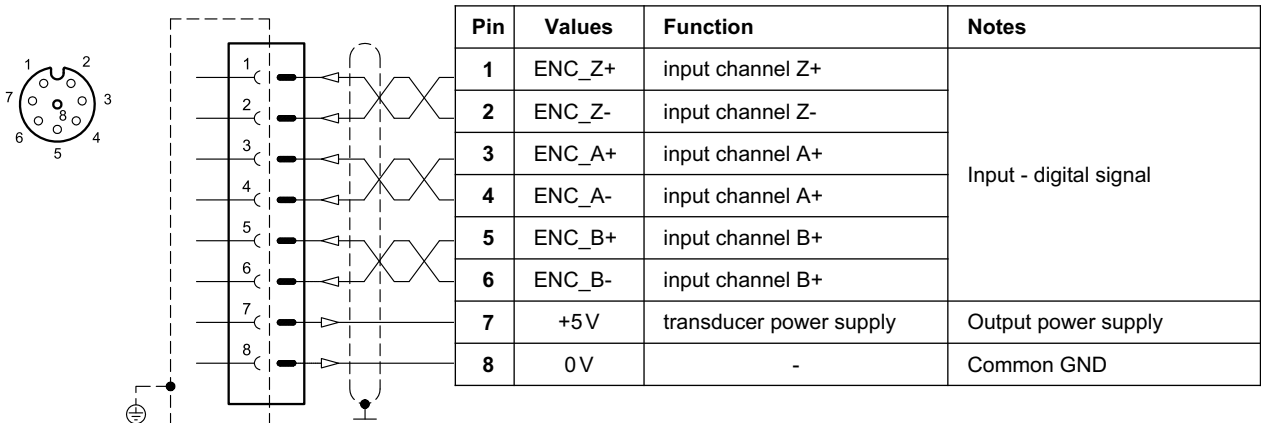 Pin Values Function Notes
1 2
7 8 3
6 4
5
1
2
3
4
5
6
7
8
1 ENC_Z+ input channel Z+
2 ENC_Z- input channel Z-
3 ENC_A+ input channel A+
Input - digital signal
4 ENC_A- input channel A+
5 ENC_B+ input channel B+
6 ENC_B- input channel B+
7 +5V transducer power supply Output power supply
8 0V - Common GND